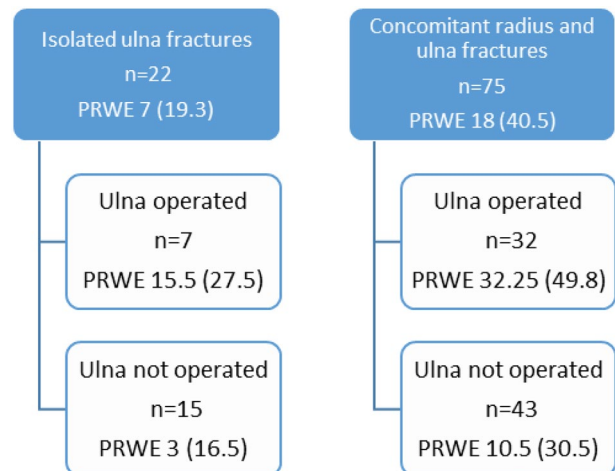 Isolated ulna fractures
n=22
PRWE 7 (19.3)
Ulna operated
n=7
PRWE 15.5 (27.5)
Ulna not operated
n=15
PRWE 3 (16.5)
Concomitant radius and
ulna fractures
n=75
PRWE 18 (40.5)
Ulna operated
n=32
PRWE 32.25 (49.8)
Ulna not operated
n=43
PRWE 10.5 (30.5)